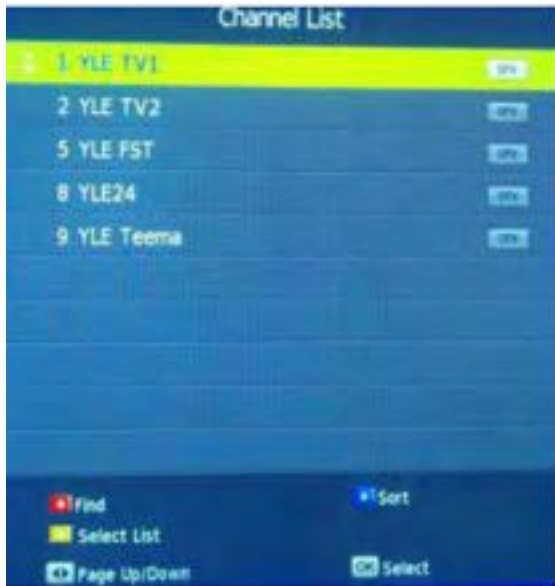 Channel List
1 YLE TV1
2 YLE TV2
5 YLE FST
8 YLE24
9 YLE Teema
Find
Sort
Select List
Page Up/Down
OK Select